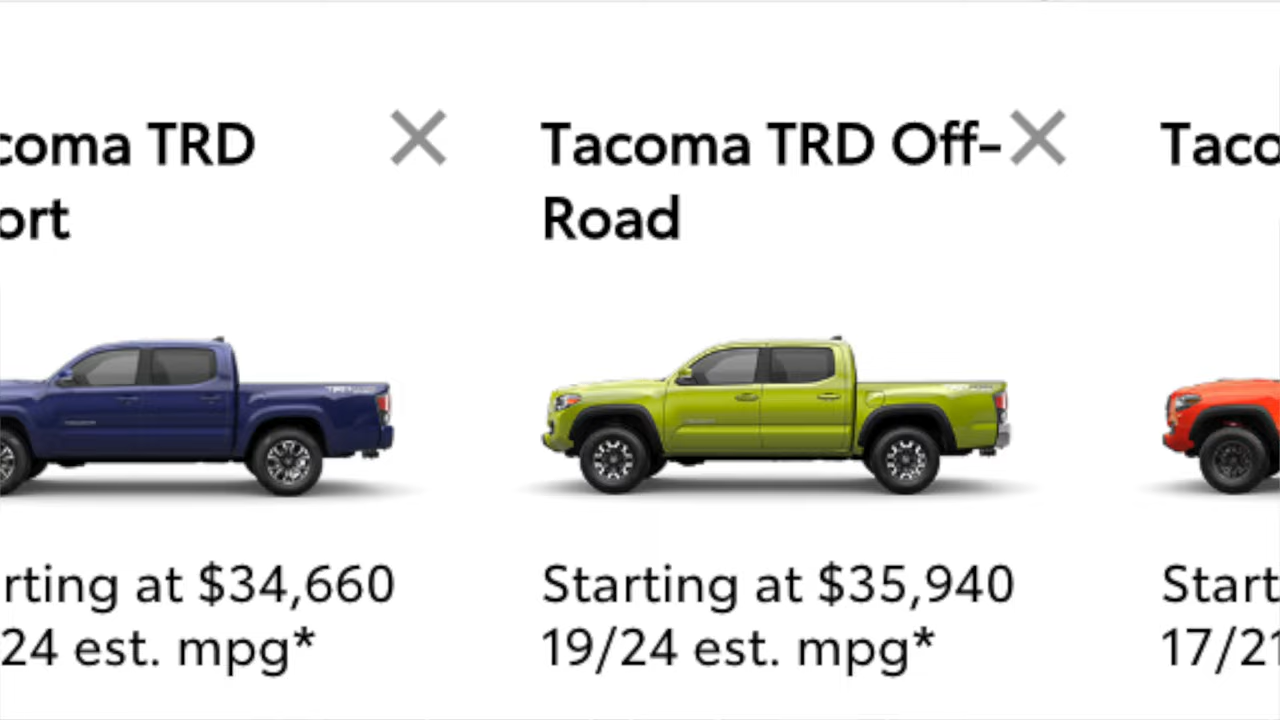 coma TRD
ort
Tacoma TRD Off-
Road
Taco
rting at $34,660
24 est. mpg*
Starting at $35,940
19/24 est. mpg*
Start
17/21